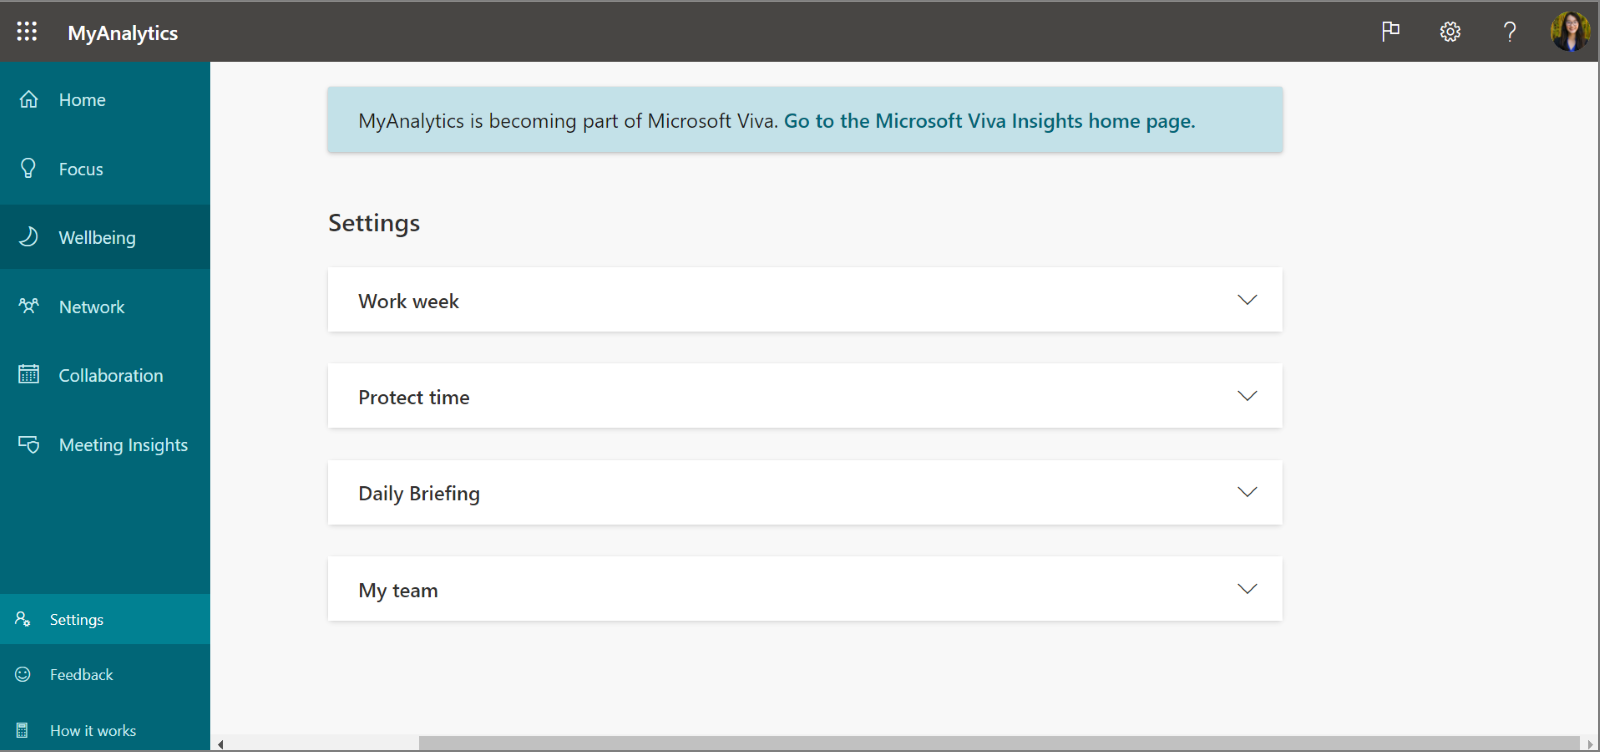 MyAnalytics
Home
Focus
Wellbeing
Network
Collaboration
Meeting Insights
Settings
Feedback
How it works
MyAnalytics is becoming part of Microsoft Viva. Go to the Microsoft Viva Insights home page.
Settings
Work week
Protect time
Daily Briefing
My team